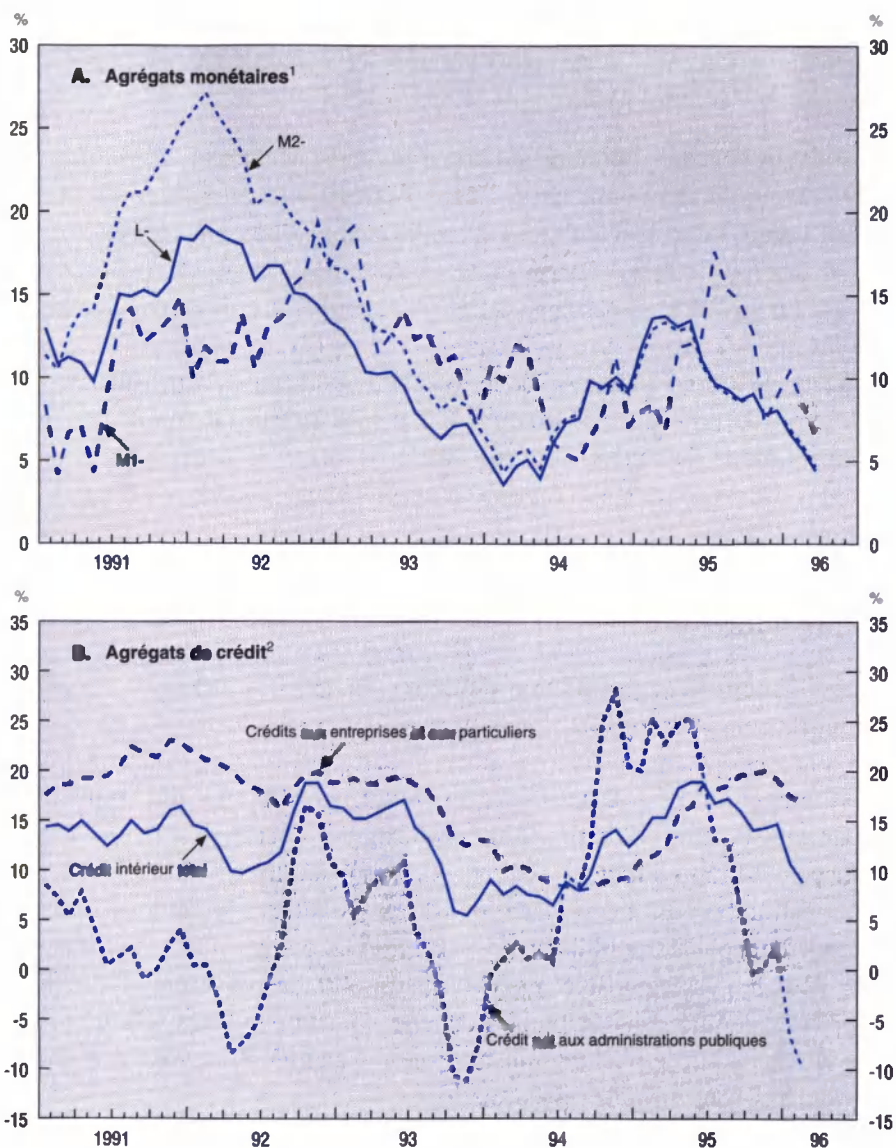 % %
30 30
A. Agrégats monétaires¹
25 25
M2-
20 20
L-
15 15
10 10
M1-
5 5
0 0
1991 92 93 94 95 96
% %
35 35
Agrégats de crédit²
30 30
25 25
Crédits entreprises particuliers
20 20
15 15
Crédit intérieur total
10 10
5 5
0 0
-5 -5
Crédit aux administrations publiques
-10 -10
-15 -15
1991 92 93 94 95 96